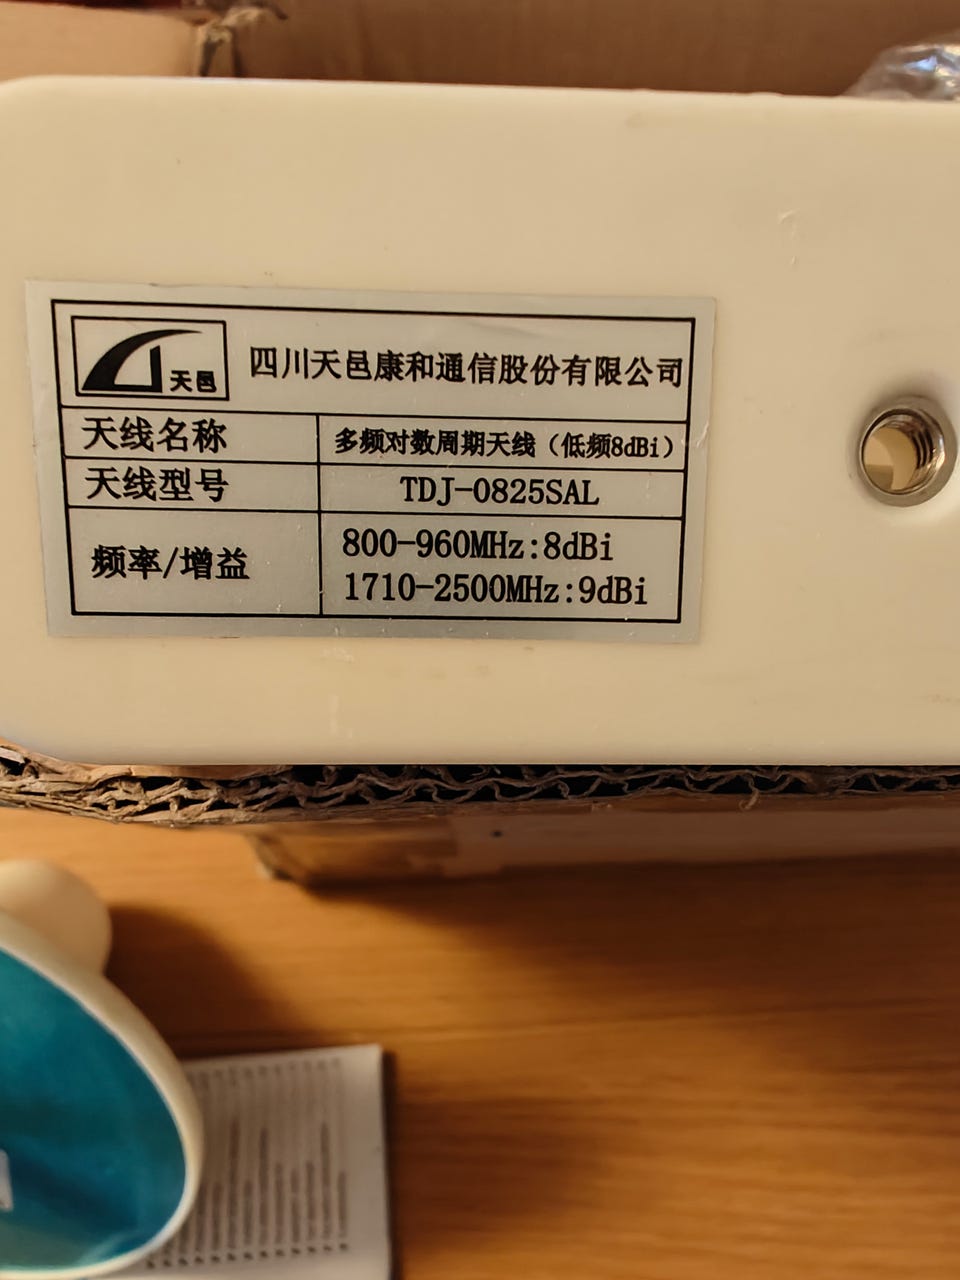 天邑
四川天邑康和通信股份有限公司
天线名称 多频对数周期天线（低频8dBi）
天线型号 TDJ-0825SAL
频率/增益 800-960MHz:8dBi
1710-2500MHz:9dBi